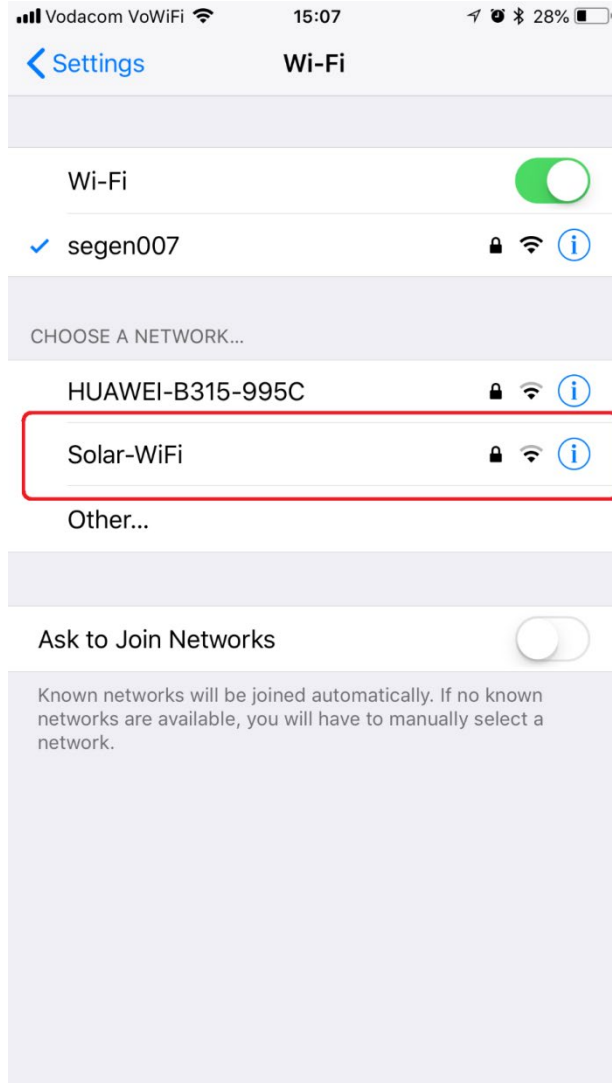 Vodacom VoWiFi 15:07 28%
Settings Wi-Fi
Wi-Fi
segen007
CHOOSE A NETWORK...
HUAWEI-B315-995C
Solar-WiFi
Other...
Ask to Join Networks
Known networks will be joined automatically. If no known
networks are available, you will have to manually select a
network.